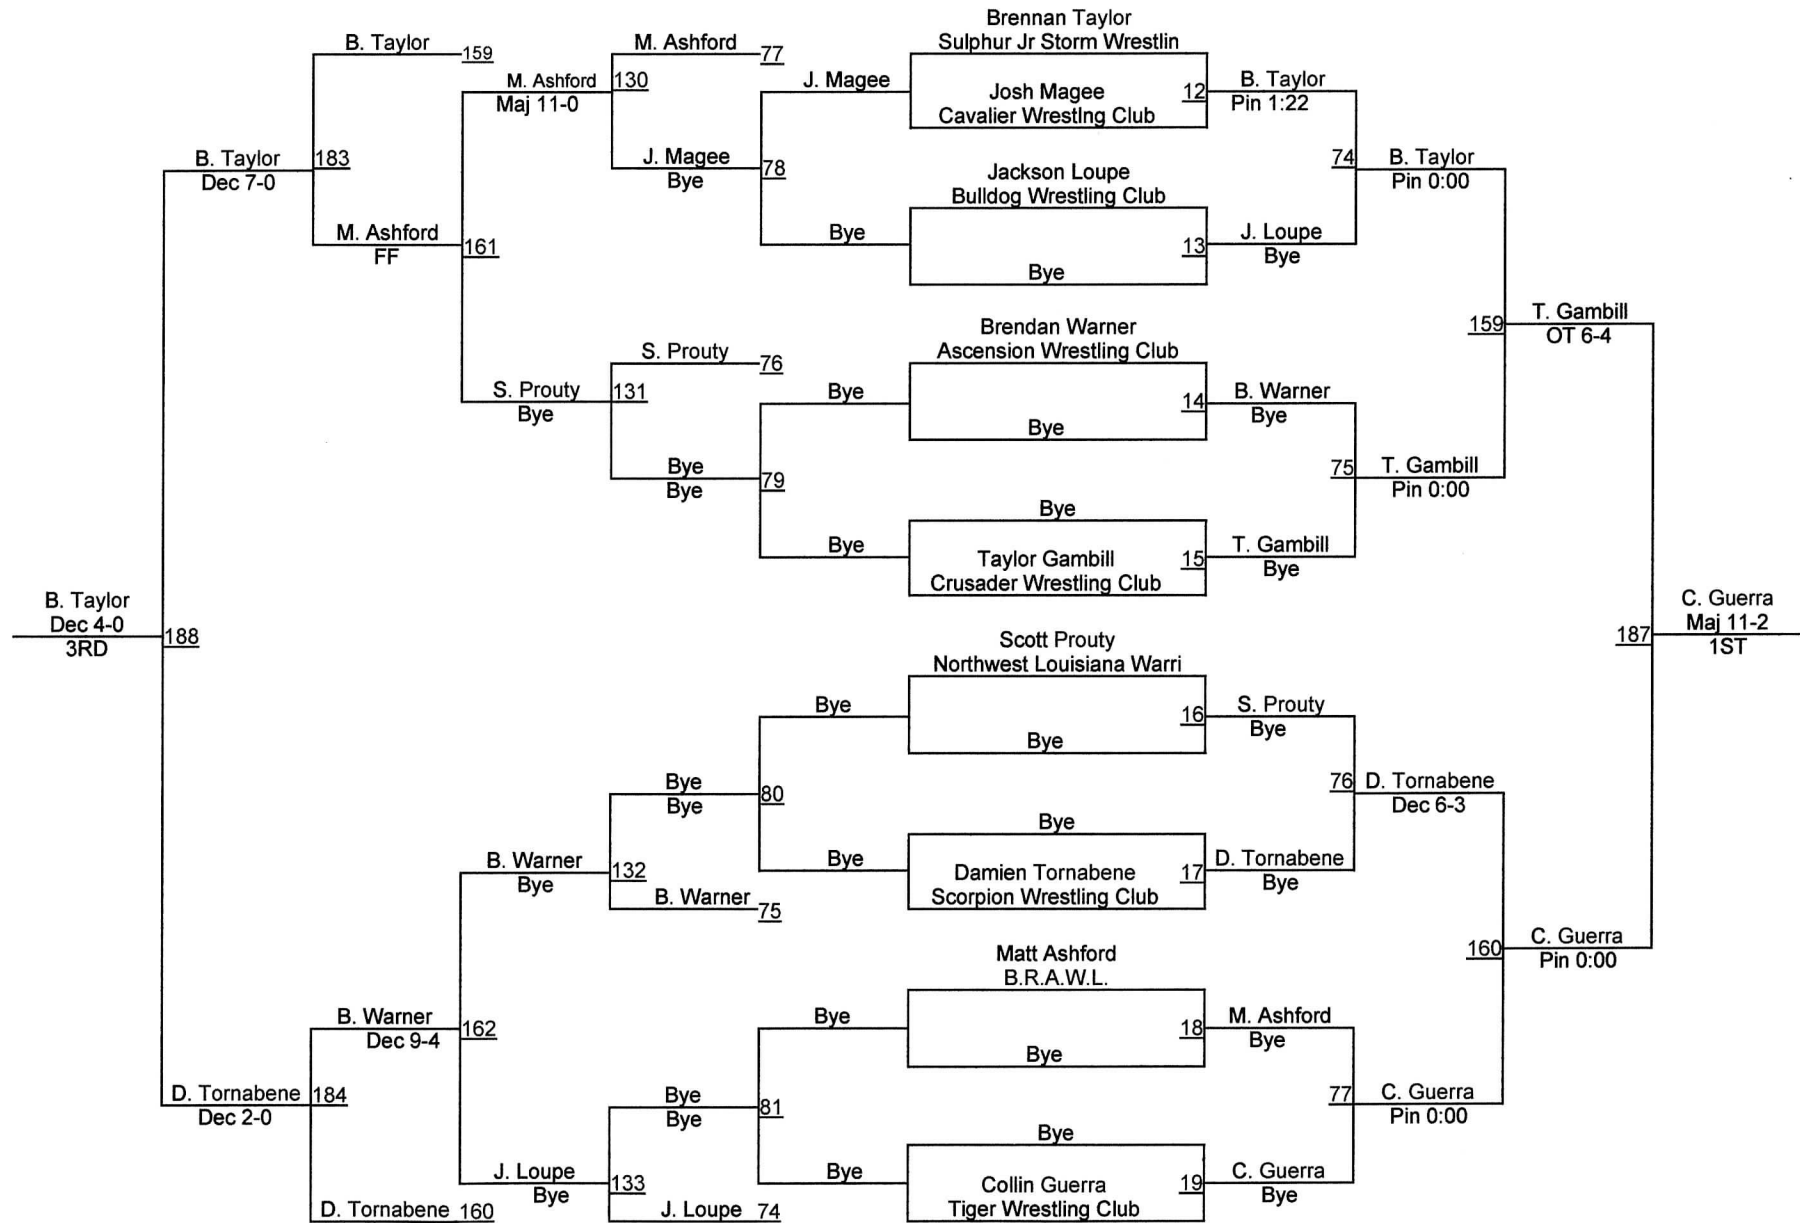 Brennan Taylor
Sulphur Jr Storm Wrestlin
B. Taylor
159
M. Ashford
77
M. Ashford
130
Maj 11-0
J. Magee
Josh Magee
Cavalier Wrestlng Club
12
B. Taylor
Pin 1:22
B. Taylor
183
Dec 7-0
J. Magee
78
Bye
Jackson Loupe
Bulldog Wrestling Club
74
B. Taylor
Pin 0:00
M. Ashford
161
FF
Bye
Bye
13
J. Loupe
Bye
Brendan Warner
Ascension Wrestling Club
159
T. Gambill
OT 6-4
S. Prouty
76
S. Prouty
131
Bye
Bye
Bye
14
B. Warner
Bye
Bye
79
Bye
75
T. Gambill
Pin 0:00
Bye
Bye
Taylor Gambill
Crusader Wrestling Club
15
T. Gambill
Bye
B. Taylor
Dec 4-0
188
3RD
C. Guerra
187
Maj 11-2
1ST
Scott Prouty
Northwest Louisiana Warri
Bye
Bye
16
S. Prouty
Bye
Bye
80
Bye
76
D. Tornabene
Dec 6-3
Bye
B. Warner
132
Bye
Bye
Damien Tornabene
Scorpion Wrestling Club
17
D. Tornabene
Bye
B. Warner
75
Matt Ashford
B.R.A.W.L.
160
C. Guerra
Pin 0:00
B. Warner
162
Dec 9-4
Bye
Bye
18
M. Ashford
Bye
D. Tornabene
184
Dec 2-0
Bye
81
Bye
77
C. Guerra
Pin 0:00
Bye
J. Loupe
133
Bye
Bye
Collin Guerra
Tiger Wrestling Club
19
C. Guerra
Bye
D. Tornabene
160
J. Loupe
74